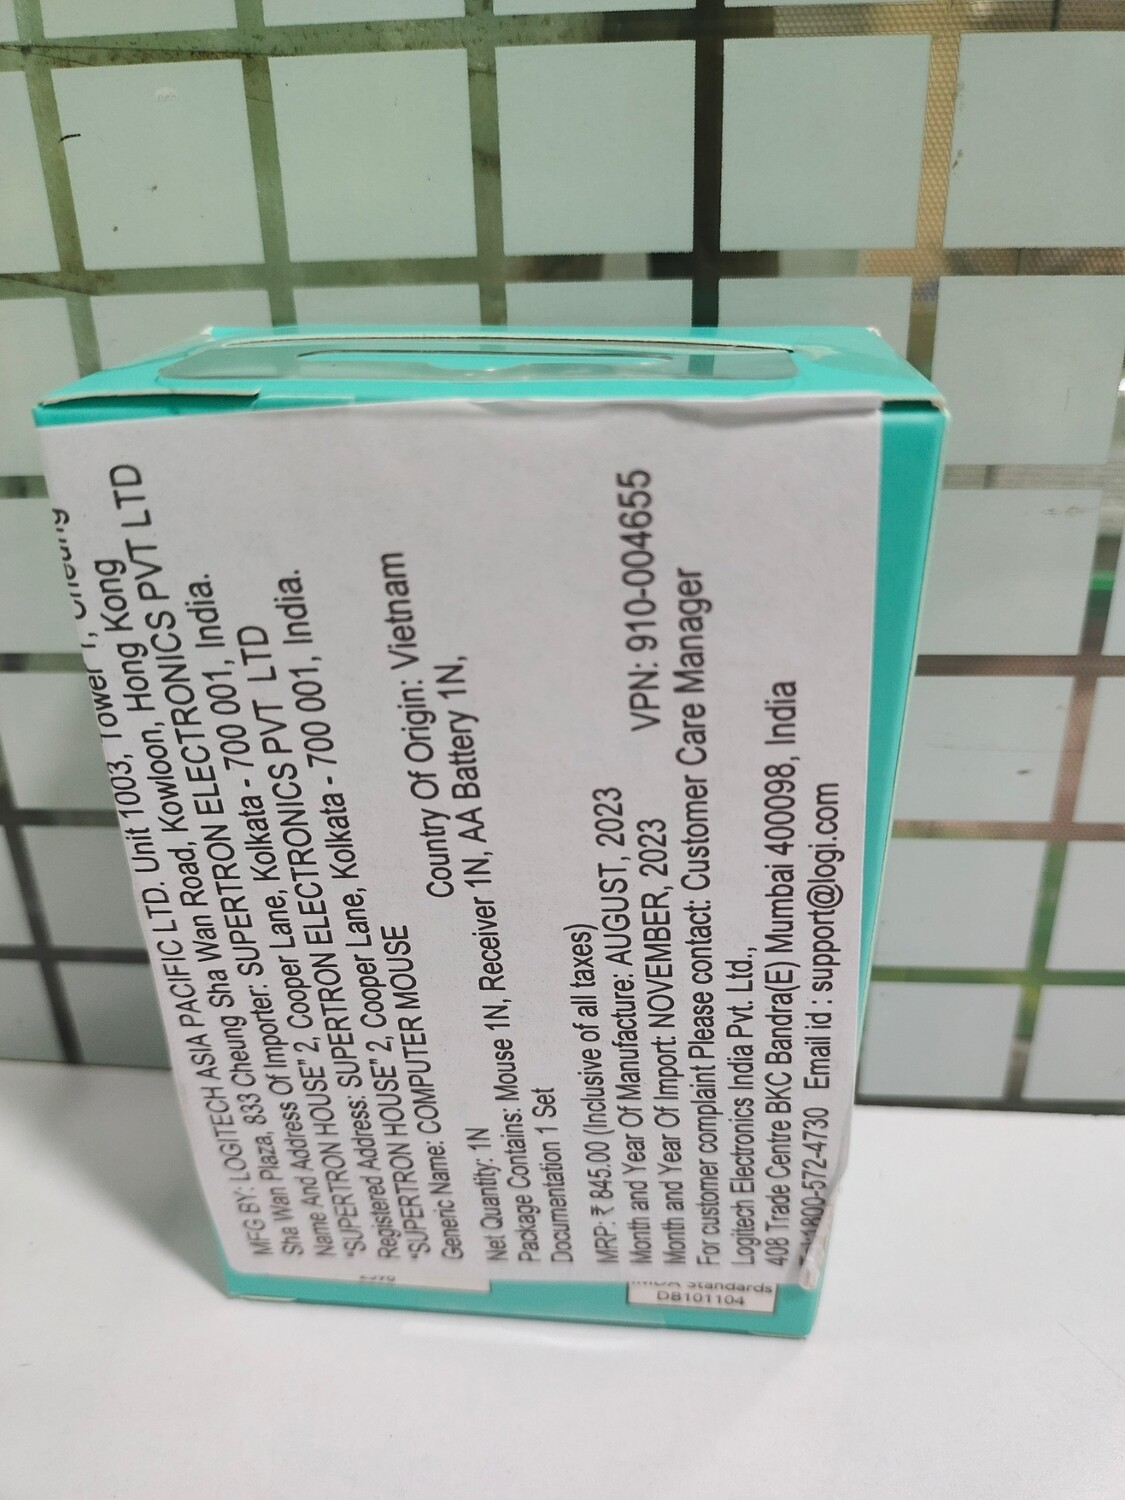 MFG BY: LOGITECH ASIA PACIFIC LTD. Unit 1003, Tower 1, Cheung
Sha Wan Plaza, 833 Cheung Sha Wan Road, Kowloon, Hong Kong
Name And Address Of Importer: SUPERTRON ELECTRONICS PVT LTD
"SUPERTRON HOUSE" 2, Cooper Lane, Kolkata - 700 001, India.
Registered Address: SUPERTRON ELECTRONICS PVT LTD
"SUPERTRON HOUSE" 2, Cooper Lane, Kolkata - 700 001, India.
Generic Name: COMPUTER MOUSE
Country Of Origin: Vietnam
Net Quantity: 1N
Package Contains: Mouse 1N, Receiver 1N, AA Battery 1N,
Documentation 1 Set
MRP: ₹ 845.00 (Inclusive of all taxes)
Month and Year Of Manufacture: AUGUST, 2023
Month and Year Of Import: NOVEMBER, 2023 VPN: 910-004655
For customer complaint Please contact: Customer Care Manager
Logitech Electronics India Pvt. Ltd.,
408 Trade Centre BKC Bandra(E) Mumbai 400098, India
1800-572-4730 Email id : support@logi.com
Standards
DB101104